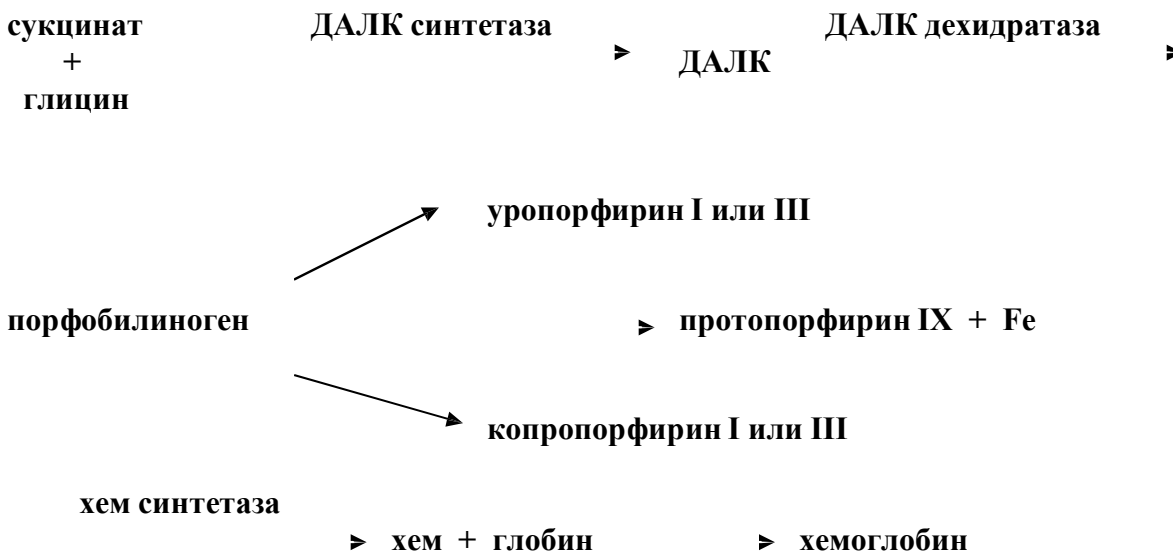 сукцинат ДАЛК синтетаза ДАЛК дехидратаза
+ ДАЛК
глицин
уропорфирин I или III
порфобилиноген протопорфирин IX + Fe
копропорфирин I или III
хем синтетаза
хем + глобин хемоглобин